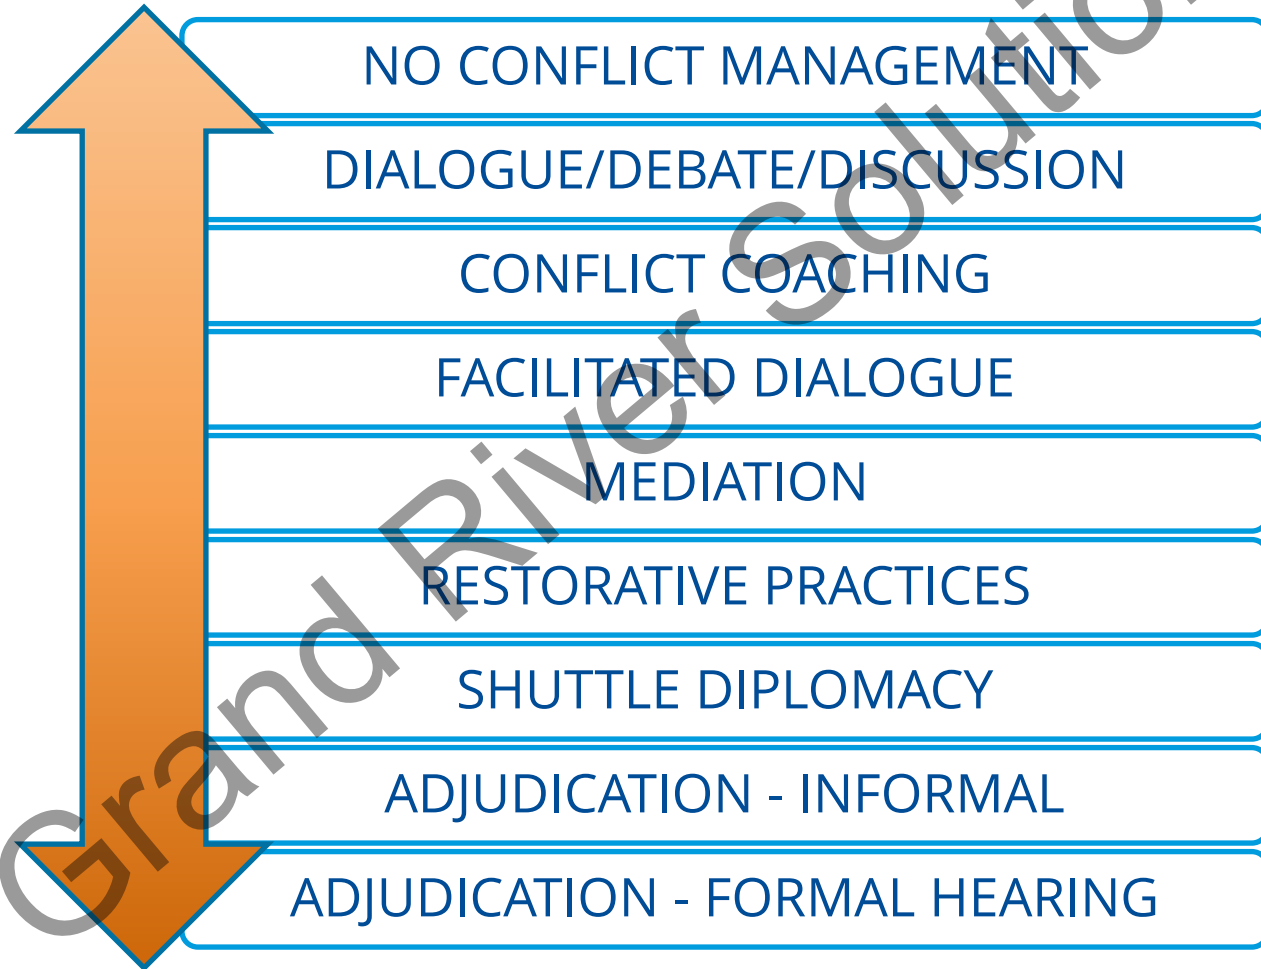 NO CONFLICT MANAGEMENT
DIALOGUE/DEBATE/DISCUSSION
CONFLICT COACHING
FACILITATED DIALOGUE
MEDIATION
RESTORATIVE PRACTICES
SHUTTLE DIPLOMACY
ADJUDICATION - INFORMAL
ADJUDICATION - FORMAL HEARING
Grand River Solutio